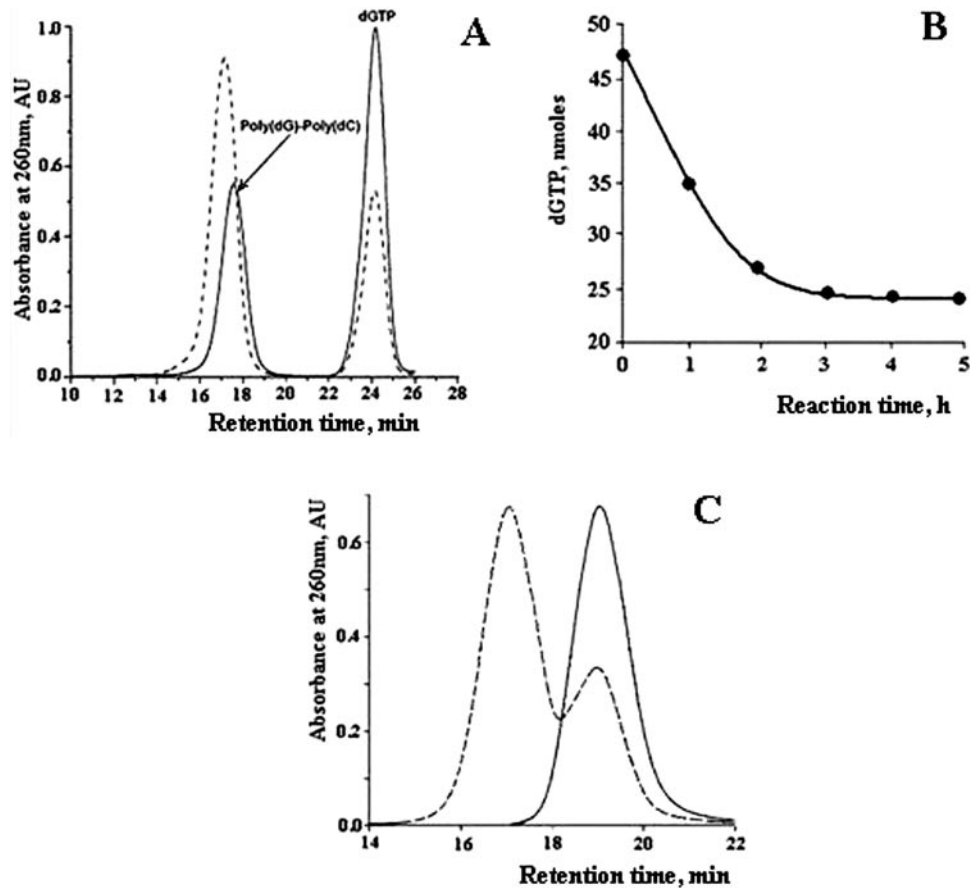 A
dGTP
Poly(dG)-Poly(dC)
Absorbance at 260nm, AU
1.0
0.8
0.6
0.4
0.2
0.0
10 12 14 16 18 20 22 24 26 28
Retention time, min
B
dGTP, nmoles
50
45
35
30
25
20
0 1 2 3 4 5
Reaction time, h
C
Absorbance at 260nm, AU
0.6
0.4
0.2
0.0
14 16 18 20 22
Retention time, min